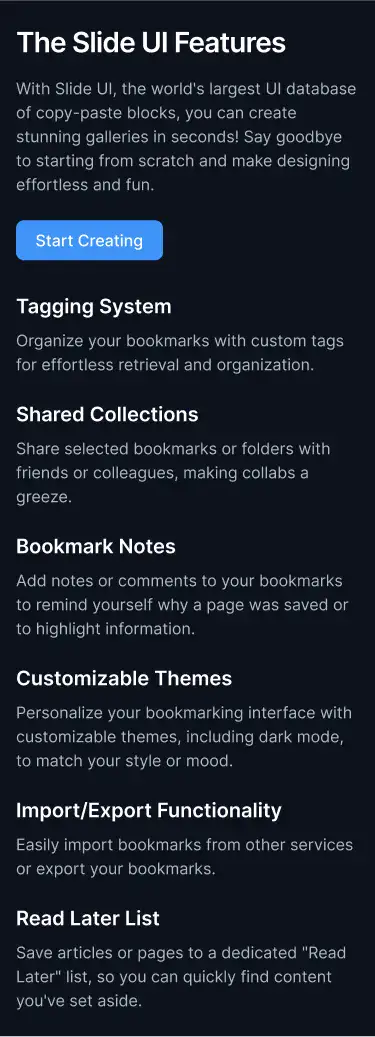 The Slide UI Features
With Slide UI, the world's largest UI database
of copy-paste blocks, you can create
stunning galleries in seconds! Say goodbye
to starting from scratch and make designing
effortless and fun.
Start Creating
Tagging System
Organize your bookmarks with custom tags
for effortless retrieval and organization.
Shared Collections
Share selected bookmarks or folders with
friends or colleagues, making collabs a
greeze.
Bookmark Notes
Add notes or comments to your bookmarks
to remind yourself why a page was saved or
to highlight information.
Customizable Themes
Personalize your bookmarking interface with
customizable themes, including dark mode,
to match your style or mood.
Import/Export Functionality
Easily import bookmarks from other services
or export your bookmarks.
Read Later List
Save articles or pages to a dedicated "Read
Later" list, so you can quickly find content
you've set aside.